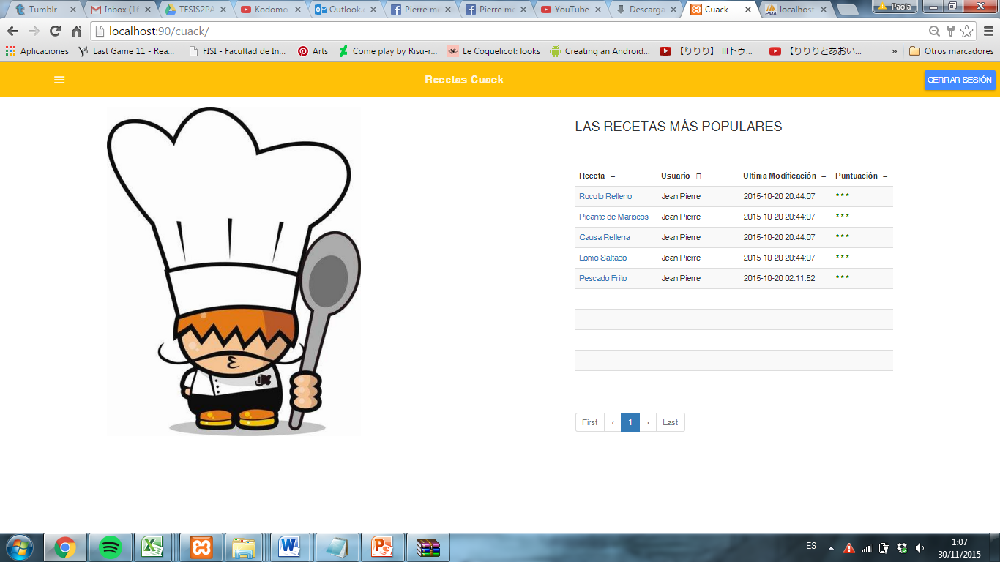 Tumblr
Inbox (16
TESIS2PA
Kodomo
Outlook.
Pierre me
Pierre me
YouTube
Descarga
Cuack
localhost
Paola
localhost:90/cuack/
Aplicaciones
Last Game 11 - Rea...
FISI - Facultad de In...
Arts
Come play by Risu-r...
Le Coquelicot: looks
Creating an Android...
【りりり】 IIIトゥ...
【りりりとあおい...
»
Otros marcadores
Recetas Cuack
CERRAR SESIÓN
LAS RECETAS MÁS POPULARES
Receta Usuario Ultima Modificación Puntuación
Rocoto Relleno Jean Pierre 2015-10-20 20:44:07 * * *
Picante de Mariscos Jean Pierre 2015-10-20 20:44:07 * * *
Causa Rellena Jean Pierre 2015-10-20 20:44:07 * * *
Lomo Saltado Jean Pierre 2015-10-20 20:44:07 * * *
Pescado Frito Jean Pierre 2015-10-20 02:11:52 * * *
First ‹ 1 › Last
ES
1:07
30/11/2015